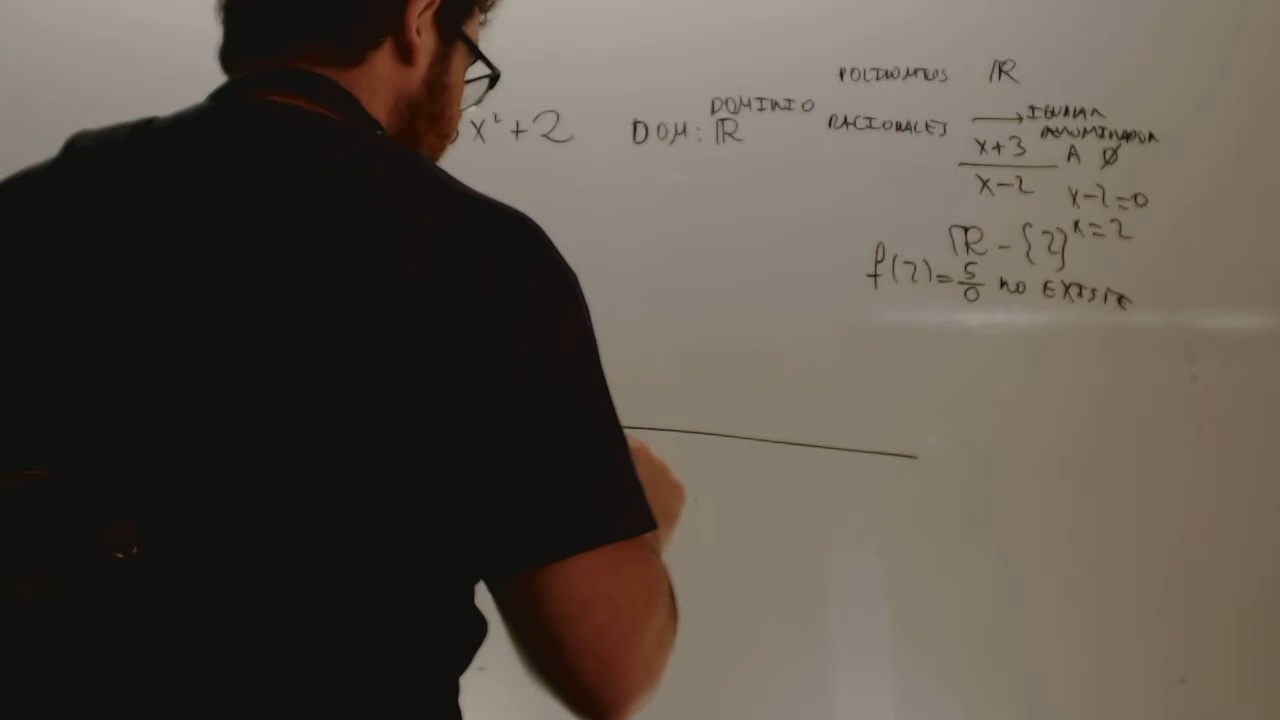 x² + 2 DOM: ℝ
DOMINIO
POLINOMIOS ℝ
RACIONALES → IGUALAR
DENOMINADOR
A Ø
x+3
x-2
x-2=0
x=2
ℝ - {2}
f(2)= 5/0 no EXISTE